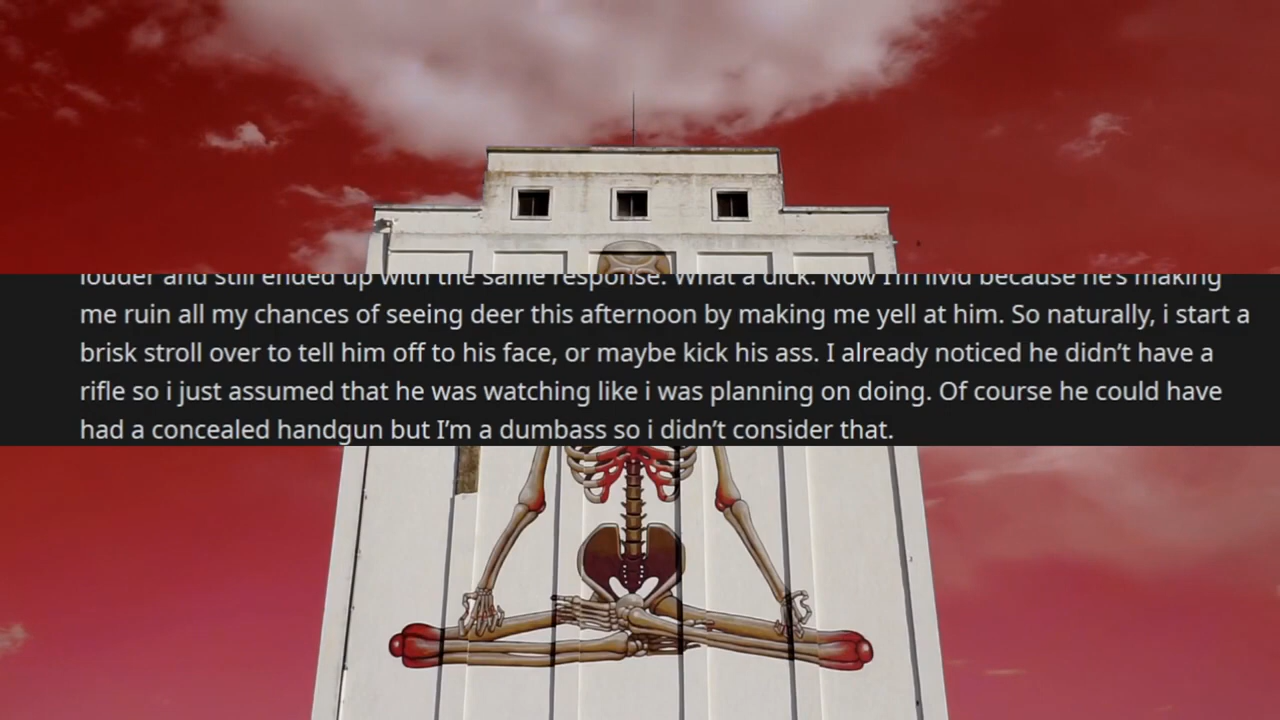 louder and still ended up with the same response. What a dick. Now I'm livid because he's making
me ruin all my chances of seeing deer this afternoon by making me yell at him. So naturally, i start a
brisk stroll over to tell him off to his face, or maybe kick his ass. I already noticed he didn't have a
rifle so i just assumed that he was watching like i was planning on doing. Of course he could have
had a concealed handgun but I'm a dumbass so i didn't consider that.